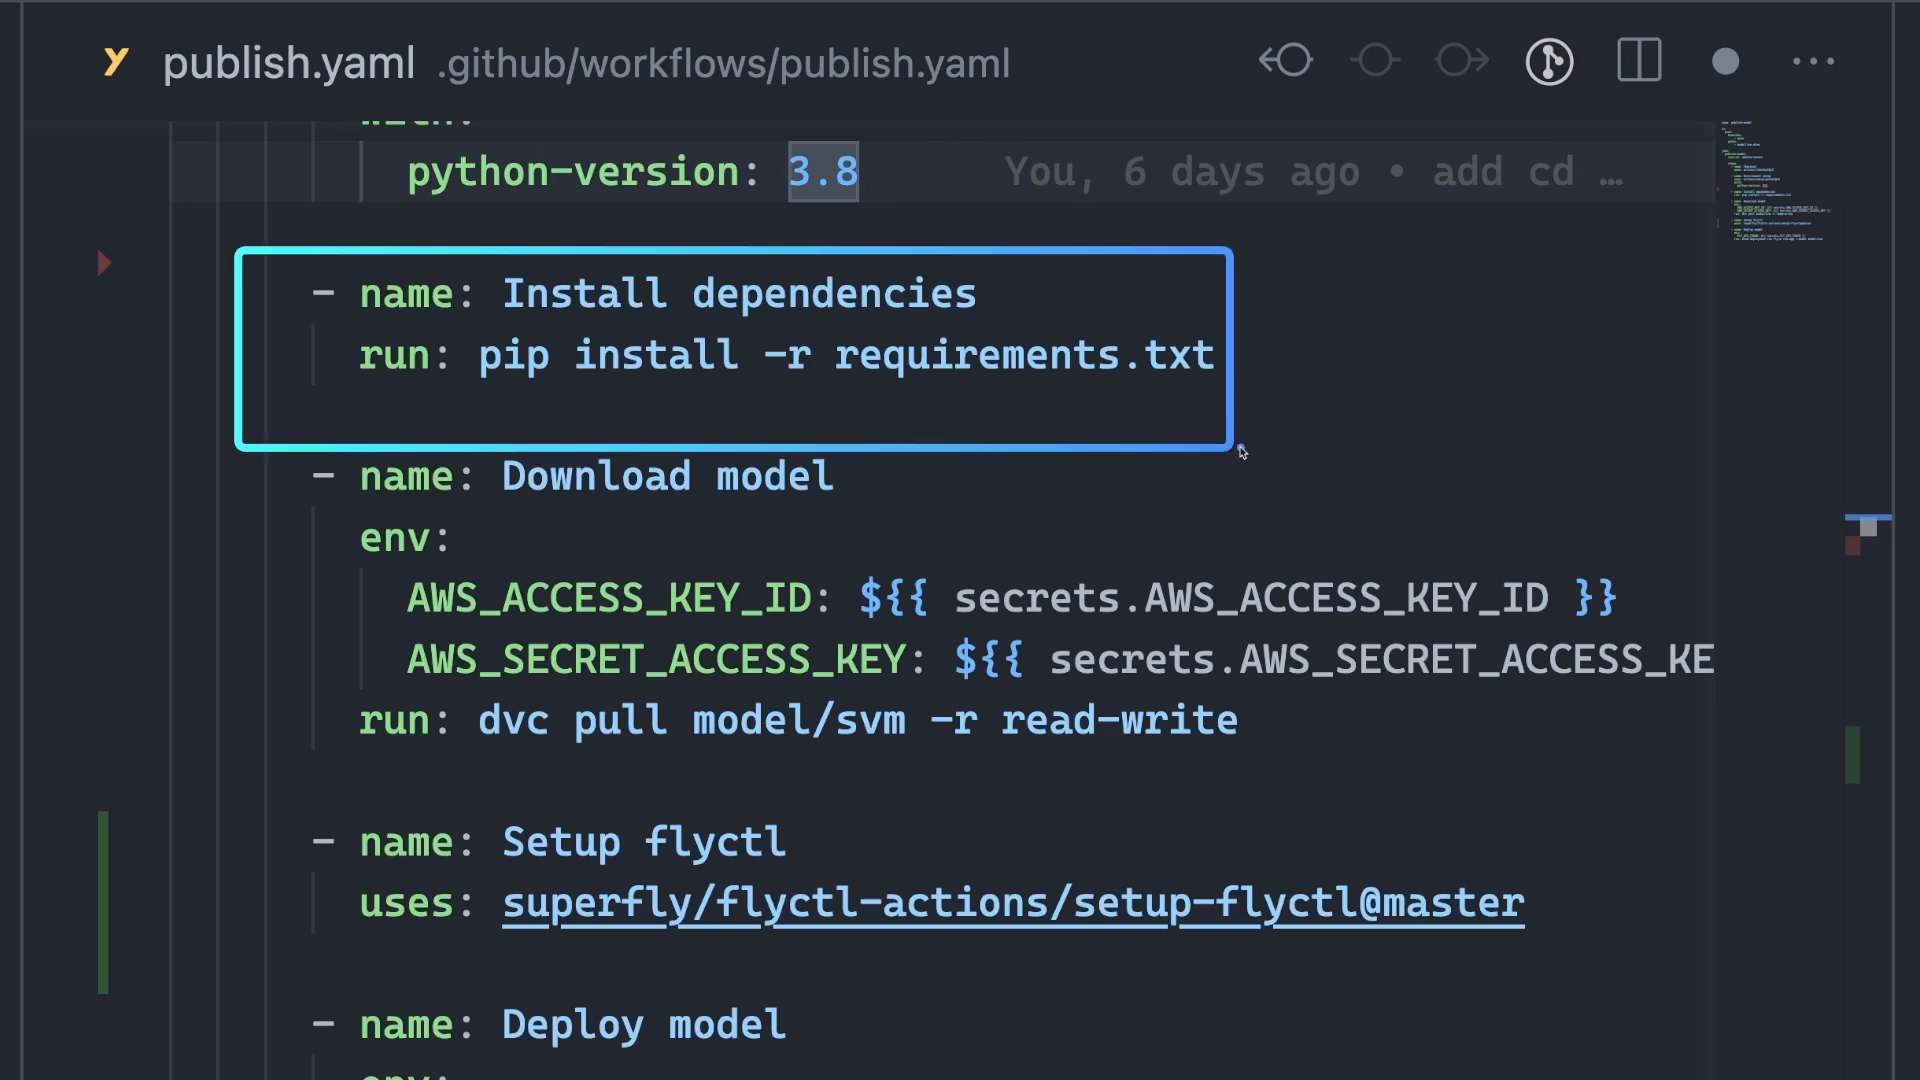 publish.yaml .github/workflows/publish.yaml
with:
python-version: 3.8 You, 6 days ago • add cd …
- name: Install dependencies
run: pip install -r requirements.txt
- name: Download model
env:
AWS_ACCESS_KEY_ID: ${{ secrets.AWS_ACCESS_KEY_ID }}
AWS_SECRET_ACCESS_KEY: ${{ secrets.AWS_SECRET_ACCESS_KE
run: dvc pull model/svm -r read-write
- name: Setup flyctl
uses: superfly/flyctl-actions/setup-flyctl@master
- name: Deploy model
env: